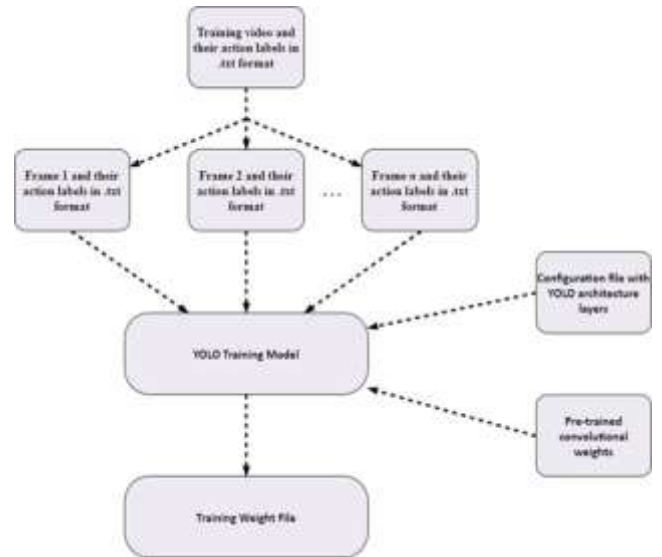 Training video and
their action labels in
.txt format
Frame 1 and their
action labels in .txt
format
Frame 2 and their
action labels in .txt
format
...
Frame n and their
action labels in .txt
format
Configuration file with
YOLO architecture
layers
YOLO Training Model
Pre-trained
convolutional
weights
Training Weight File